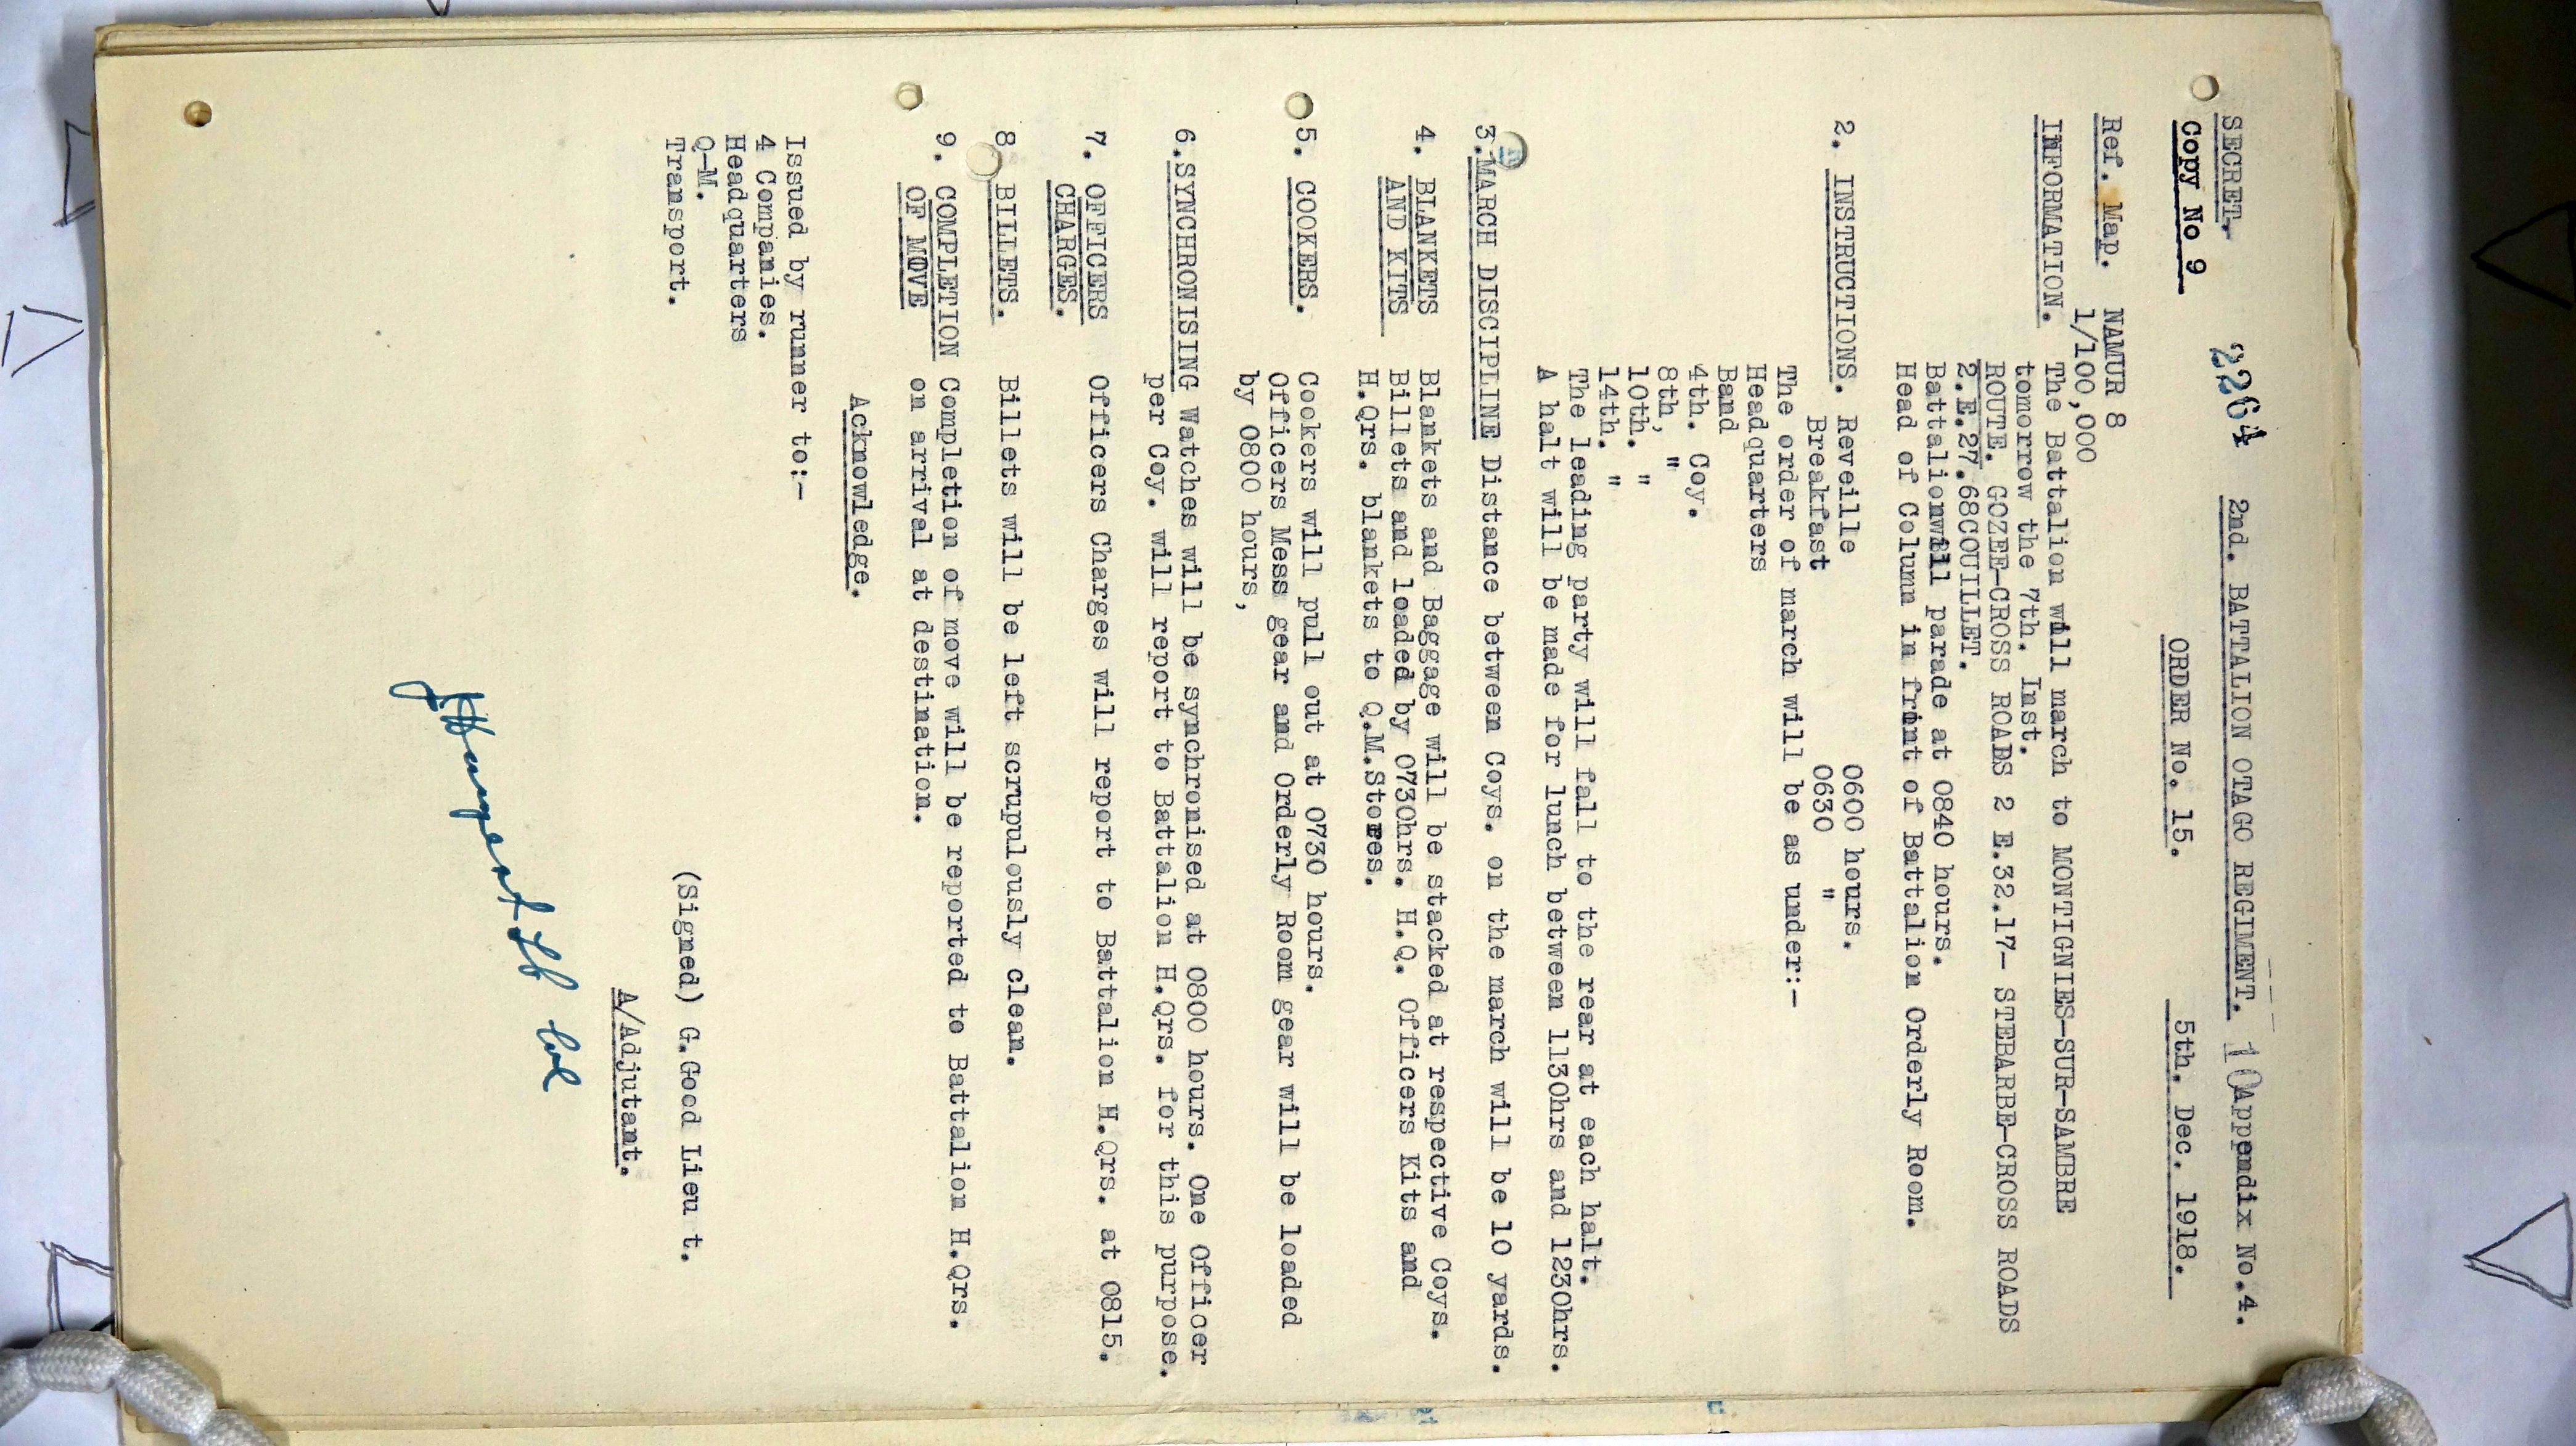 SECRET.
2264
2nd. BATTALION OTAGO REGIMENT.
10
Appendix No.4.
Copy No 9
ORDER No. 15.
5th. Dec. 1918.
Ref. Map. NAMUR 8
1/100,000
INFORMATION. The Battalion will march to MONTIGNIES-SUR-SAMBRE
tomorrow the 7th. Inst.
ROUTE. GOZEE-CROSS ROADS 2 E.32.17- STEBARBE-CROSS ROADS
2.E.27.68COUILLET.
Battalionwill parade at 0840 hours.
Head of Column in front of Battalion Orderly Room.
2. INSTRUCTIONS. Reveille 0600 hours.
Breakfast 0630 "
The order of march will be as under:-
Headquarters
Band
4th. Coy.
8th, "
10th. "
14th. "
The leading party will fall to the rear at each halt.
A halt will be made for lunch between 1130hrs and 1230hrs.
3.MARCH DISCIPLINE Distance between Coys. on the march will be 10 yards.
4. BLANKETS Blankets and Baggage will be stacked at respective Coys.
AND KITS Billets and loaded by 0730hrs. H.Q. Officers Kits and
H.Qrs. blankets to Q.M.Stores.
5. COOKERS. Cookers will pull out at 0730 hours.
Officers Mess gear and Orderly Room gear will be loaded
by 0800 hours,
6.SYNCHRONISING Watches will be synchronised at 0800 hours. One Officer
per Coy. will report to Battalion H.Qrs. for this purpose.
7. OFFICERS Officers Charges will report to Battalion H.Qrs. at 0815.
CHARGES.
8 BILLETS. Billets will be left scrupulously clean.
9. COMPLETION Completion of move will be reported to Battalion H.Qrs.
OF MOVE on arrival at destination.
Acknowledge.
Issued by runner to:-
4 Companies.
Headquarters
Q-M.
Transport.
(Signed) G.Good Lieu t.
A/Adjutant.